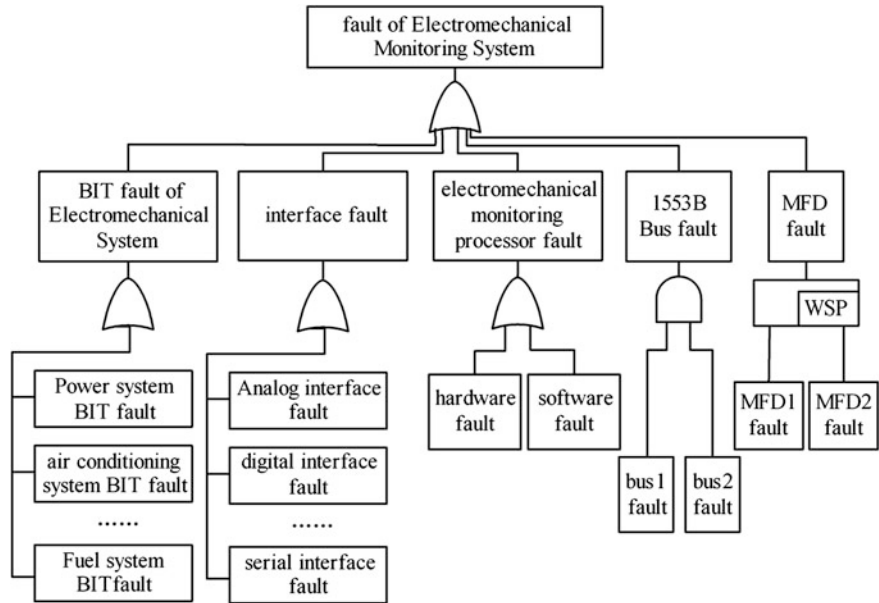 fault of Electromechanical
Monitoring System
BIT fault of
Electromechanical
System
interface fault
electromechanical
monitoring
processor fault
1553B
Bus fault
MFD
fault
WSP
Power system
BIT fault
air conditioning
system BIT fault
......
Fuel system
BITfault
Analog interface
fault
digital interface
fault
......
serial interface
fault
hardware
fault
software
fault
bus1
fault
bus2
fault
MFD1
fault
MFD2
fault